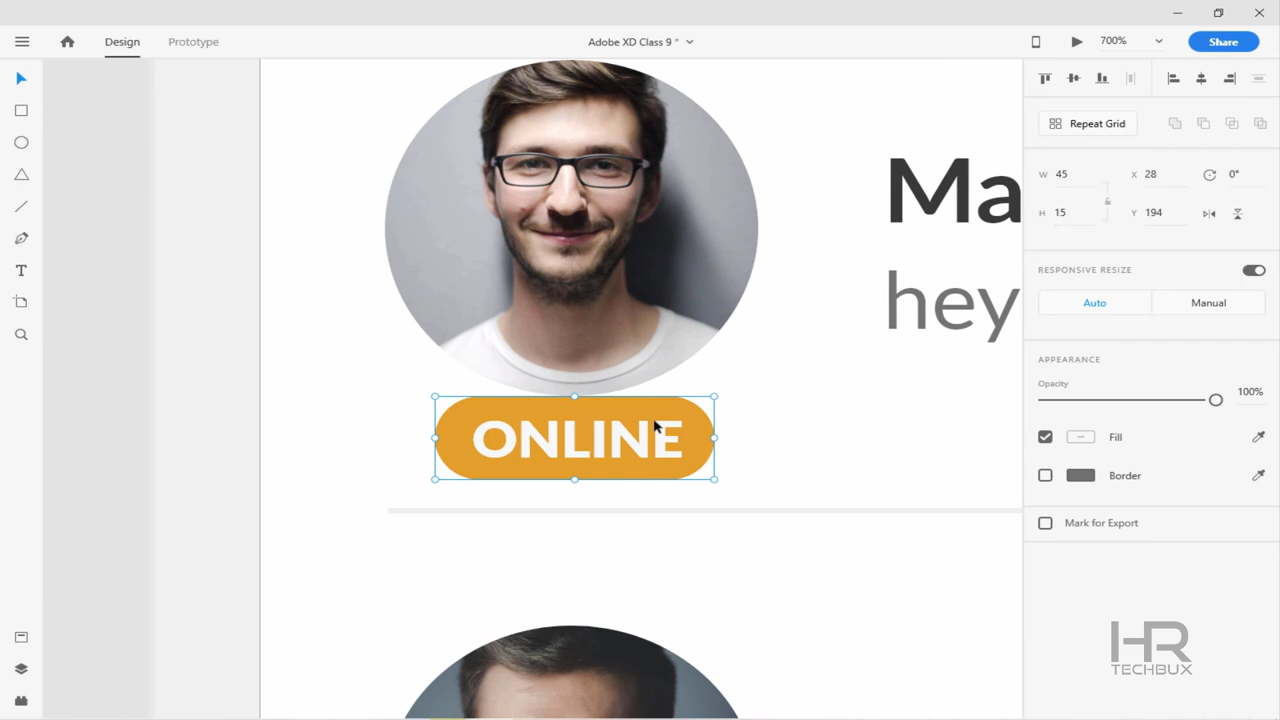 Design
Prototype
Adobe XD Class 9 *
700%
Share
Repeat Grid
W 45
X 28
0°
H 15
Y 194
RESPONSIVE RESIZE
Auto
Manual
APPEARANCE
Opacity
100%
Fill
Border
Mark for Export
Ma
hey
ONLINE
T
HR
TECHBUX